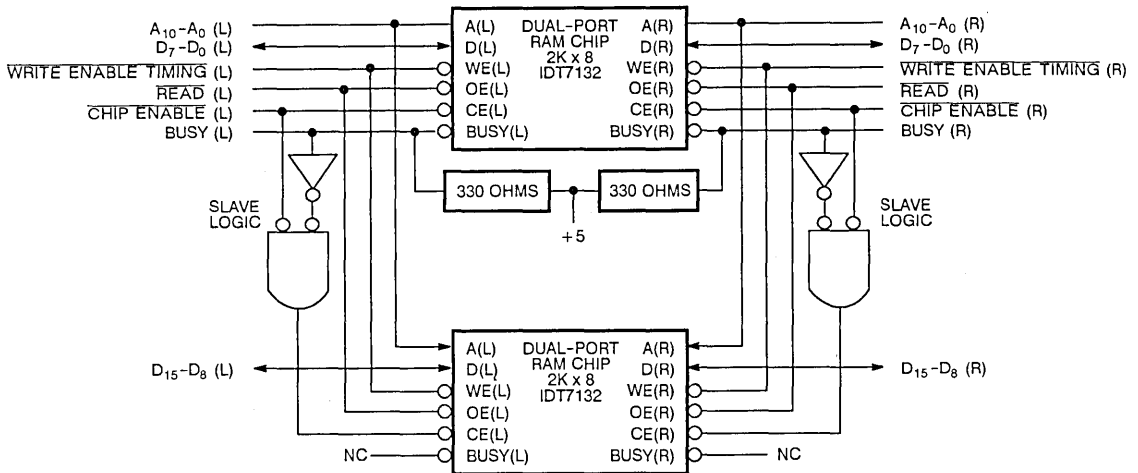 A₁₀–A₀ (L)
D₇–D₀ (L)
WRITE ENABLE TIMING (L)
READ (L)
CHIP ENABLE (L)
BUSY (L)
A(L)
D(L)
WE(L)
OE(L)
CE(L)
BUSY(L)
DUAL-PORT
RAM CHIP
2K x 8
IDT7132
A(R)
D(R)
WE(R)
OE(R)
CE(R)
BUSY(R)
A₁₀–A₀ (R)
D₇–D₀ (R)
WRITE ENABLE TIMING (R)
READ (R)
CHIP ENABLE (R)
BUSY (R)
330 OHMS
330 OHMS
+5
SLAVE
LOGIC
SLAVE
LOGIC
D₁₅–D₈ (L)
NC
A(L)
D(L)
WE(L)
OE(L)
CE(L)
BUSY(L)
DUAL-PORT
RAM CHIP
2K x 8
IDT7132
A(R)
D(R)
WE(R)
OE(R)
CE(R)
BUSY(R)
D₁₅–D₈ (R)
NC